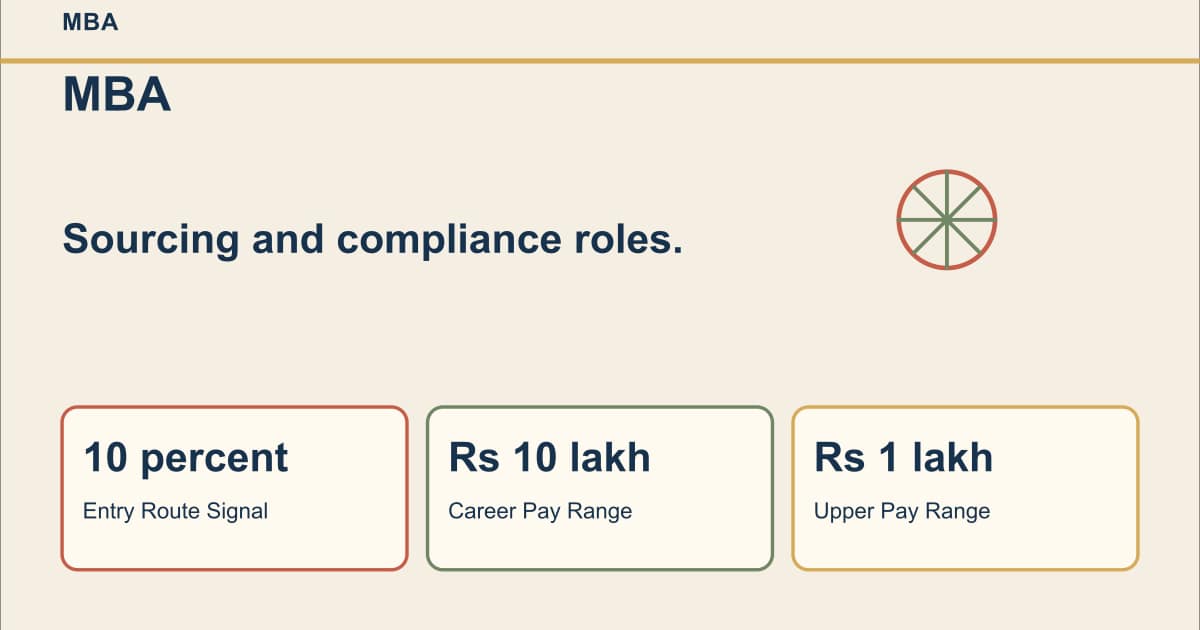 MBA
MBA
Sourcing and compliance roles.
10 percent
Entry Route Signal
Rs 10 lakh
Career Pay Range
Rs 1 lakh
Upper Pay Range